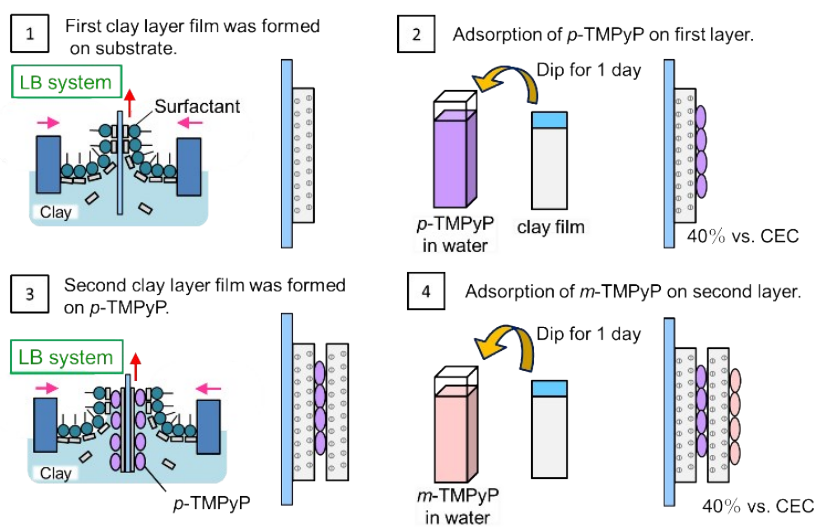 1
First clay layer film was formed
on substrate.
LB system
Surfactant
Clay
2
Adsorption of p-TMPyP on first layer.
Dip for 1 day
p-TMPyP
in water
clay film
40% vs. CEC
3
Second clay layer film was formed
on p-TMPyP.
LB system
Clay
p-TMPyP
4
Adsorption of m-TMPyP on second layer.
Dip for 1 day
m-TMPyP
in water
40% vs. CEC